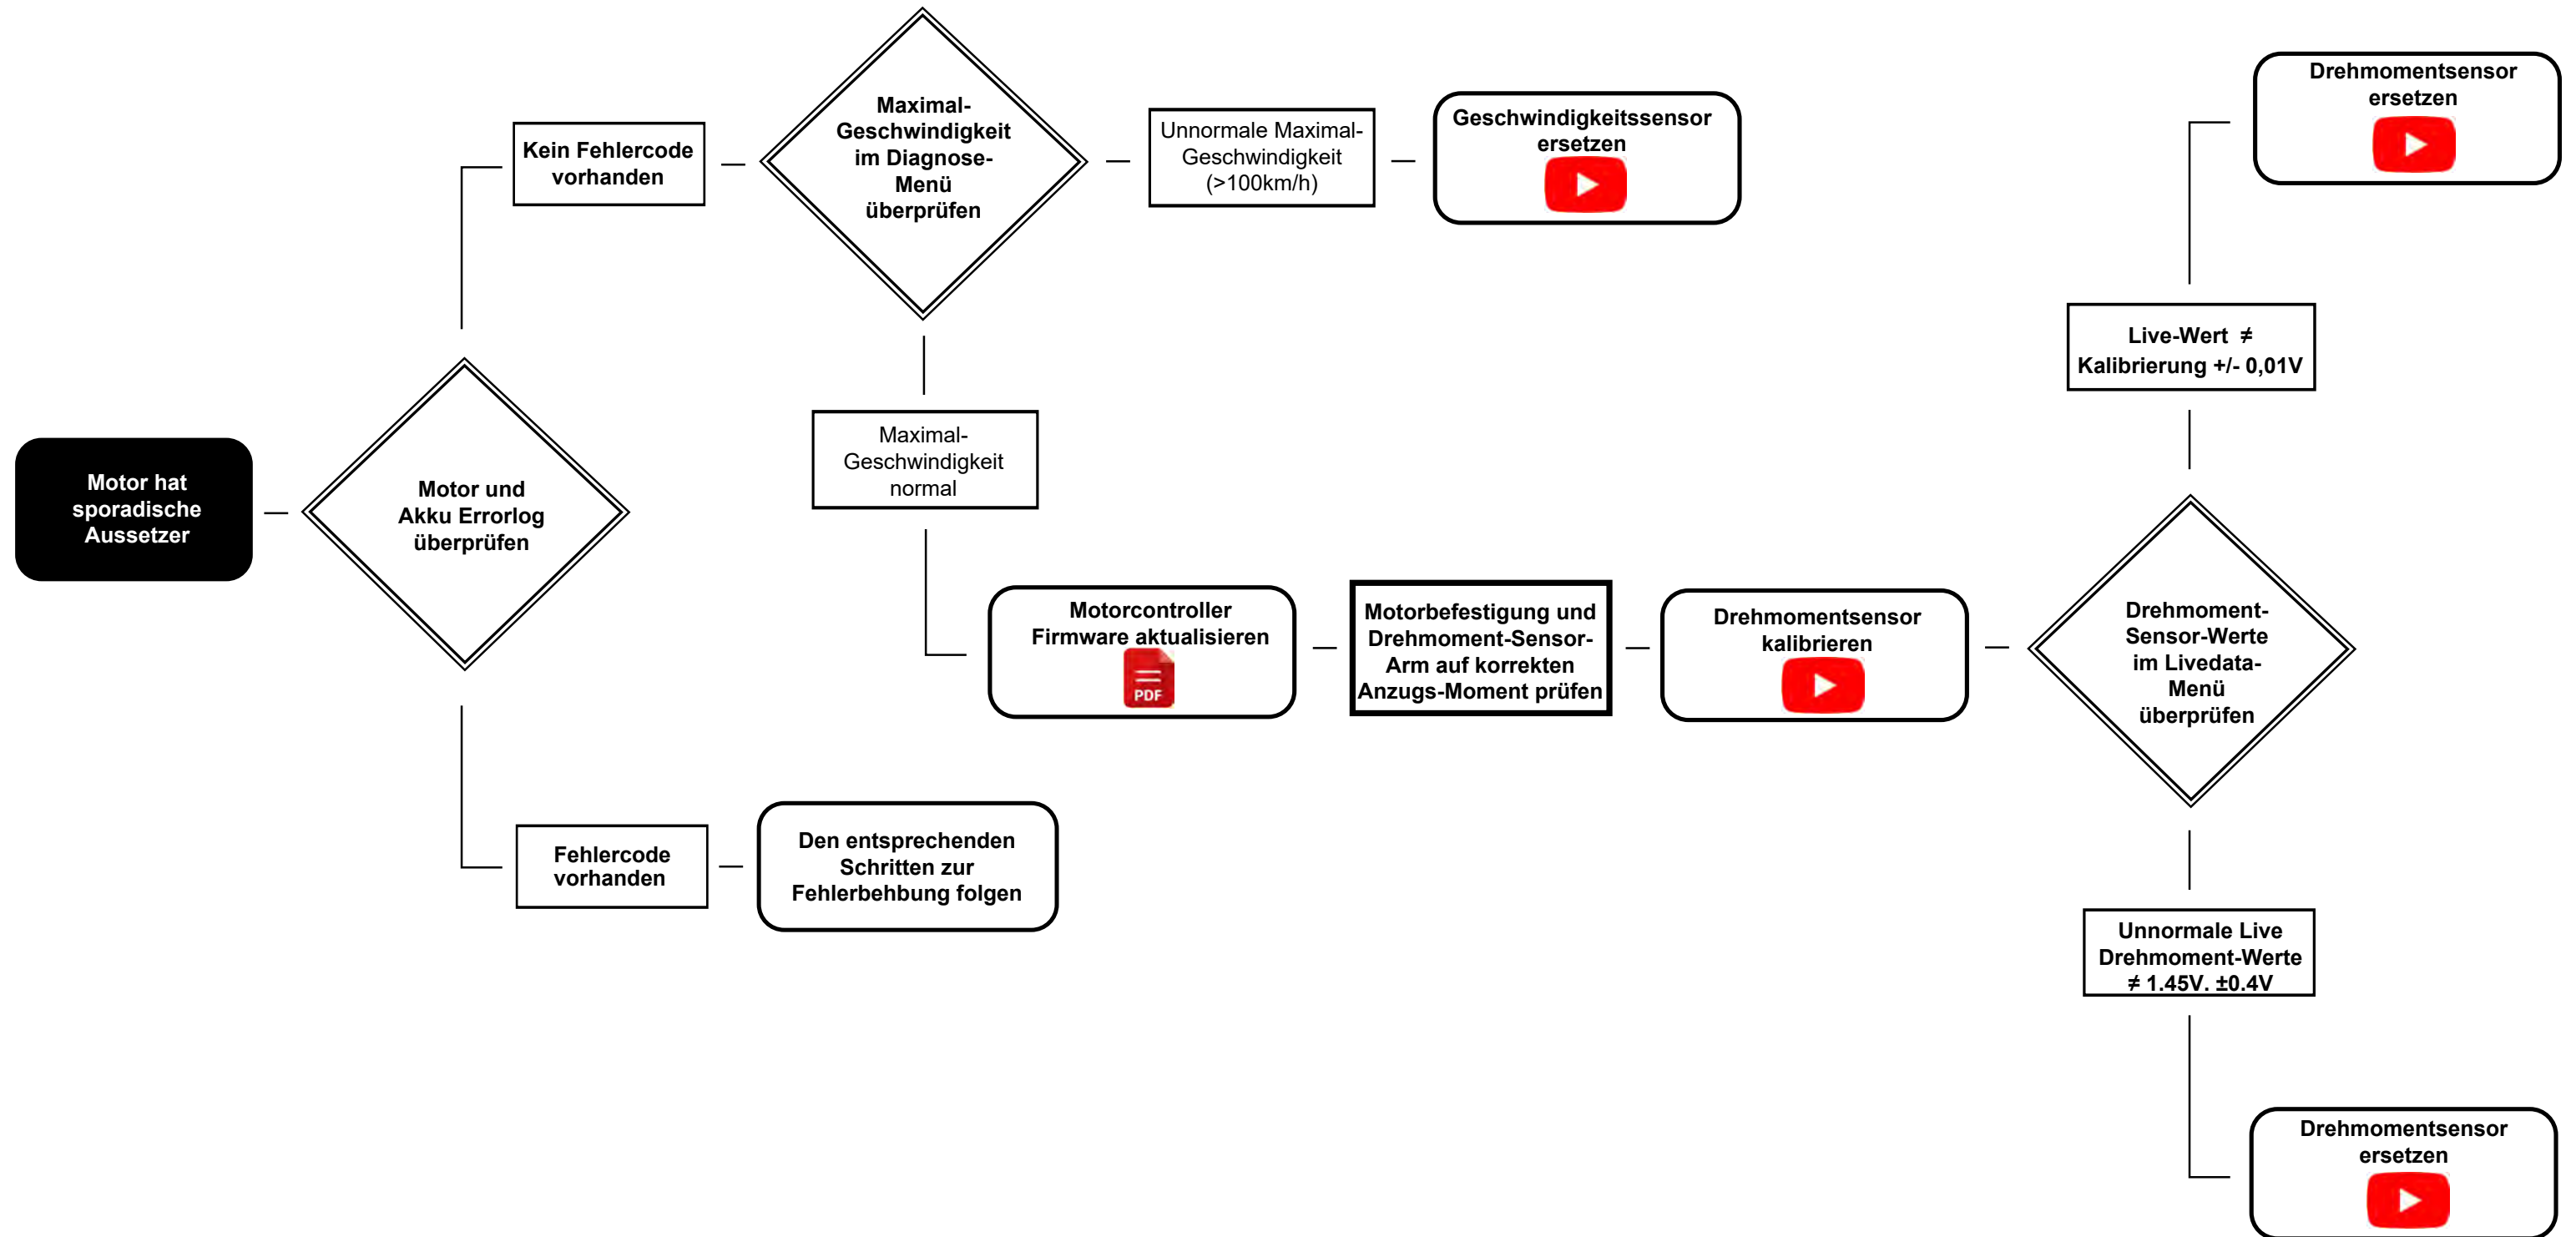 Motor hat
sporadische
Aussetzer
Motor und
Akku Errorlog
überprüfen
Kein Fehlercode
vorhanden
Maximal-
Geschwindigkeit
im Diagnose-
Menü
überprüfen
Unnormale Maximal-
Geschwindigkeit
(>100km/h)
Geschwindigkeitssensor
ersetzen
Maximal-
Geschwindigkeit
normal
Motorcontroller
Firmware aktualisieren
PDF
Motorbefestigung und
Drehmoment-Sensor-
Arm auf korrekten
Anzugs-Moment prüfen
Drehmomentsensor
kalibrieren
Drehmoment-
Sensor-Werte
im Livedata-
Menü
überprüfen
Live-Wert ≠
Kalibrierung +/- 0,01V
Drehmomentsensor
ersetzen
Unnormale Live
Drehmoment-Werte
≠ 1.45V. ±0.4V
Drehmomentsensor
ersetzen
Fehlercode
vorhanden
Den entsprechenden
Schritten zur
Fehlerbehbung folgen